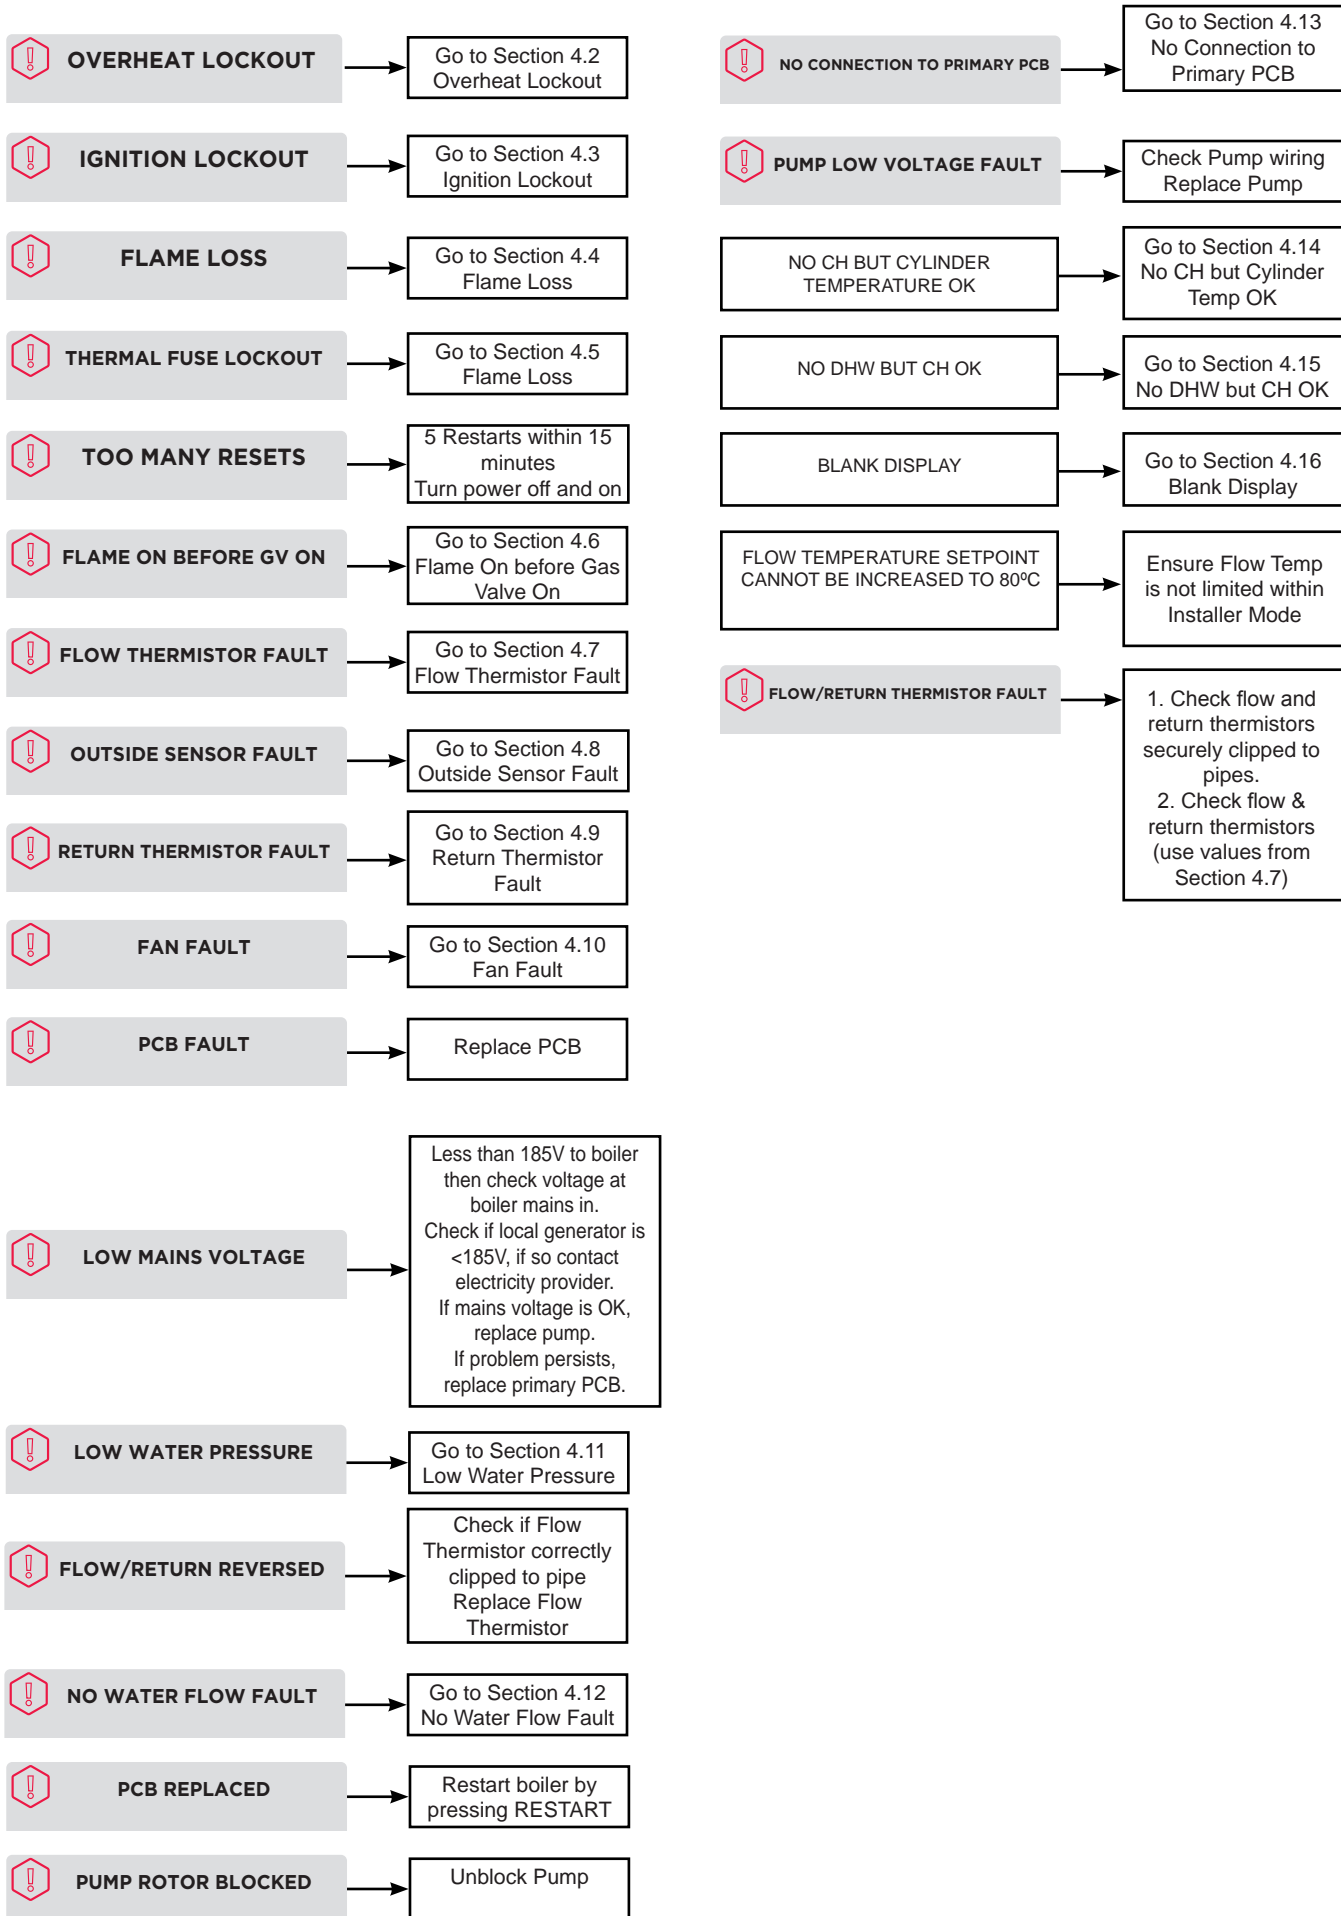 OVERHEAT LOCKOUT
Go to Section 4.2
Overheat Lockout
IGNITION LOCKOUT
Go to Section 4.3
Ignition Lockout
FLAME LOSS
Go to Section 4.4
Flame Loss
THERMAL FUSE LOCKOUT
Go to Section 4.5
Flame Loss
TOO MANY RESETS
5 Restarts within 15
minutes
Turn power off and on
FLAME ON BEFORE GV ON
Go to Section 4.6
Flame On before Gas
Valve On
FLOW THERMISTOR FAULT
Go to Section 4.7
Flow Thermistor Fault
OUTSIDE SENSOR FAULT
Go to Section 4.8
Outside Sensor Fault
RETURN THERMISTOR FAULT
Go to Section 4.9
Return Thermistor
Fault
FAN FAULT
Go to Section 4.10
Fan Fault
PCB FAULT
Replace PCB
LOW MAINS VOLTAGE
Less than 185V to boiler
then check voltage at
boiler mains in.
Check if local generator is
<185V, if so contact
electricity provider.
If mains voltage is OK,
replace pump.
If problem persists,
replace primary PCB.
LOW WATER PRESSURE
Go to Section 4.11
Low Water Pressure
FLOW/RETURN REVERSED
Check if Flow
Thermistor correctly
clipped to pipe
Replace Flow
Thermistor
NO WATER FLOW FAULT
Go to Section 4.12
No Water Flow Fault
PCB REPLACED
Restart boiler by
pressing RESTART
PUMP ROTOR BLOCKED
Unblock Pump
NO CONNECTION TO PRIMARY PCB
Go to Section 4.13
No Connection to
Primary PCB
PUMP LOW VOLTAGE FAULT
Check Pump wiring
Replace Pump
NO CH BUT CYLINDER
TEMPERATURE OK
Go to Section 4.14
No CH but Cylinder
Temp OK
NO DHW BUT CH OK
Go to Section 4.15
No DHW but CH OK
BLANK DISPLAY
Go to Section 4.16
Blank Display
FLOW TEMPERATURE SETPOINT
CANNOT BE INCREASED TO 80ºC
Ensure Flow Temp
is not limited within
Installer Mode
FLOW/RETURN THERMISTOR FAULT
1. Check flow and
return thermistors
securely clipped to
pipes.
2. Check flow &
return thermistors
(use values from
Section 4.7)